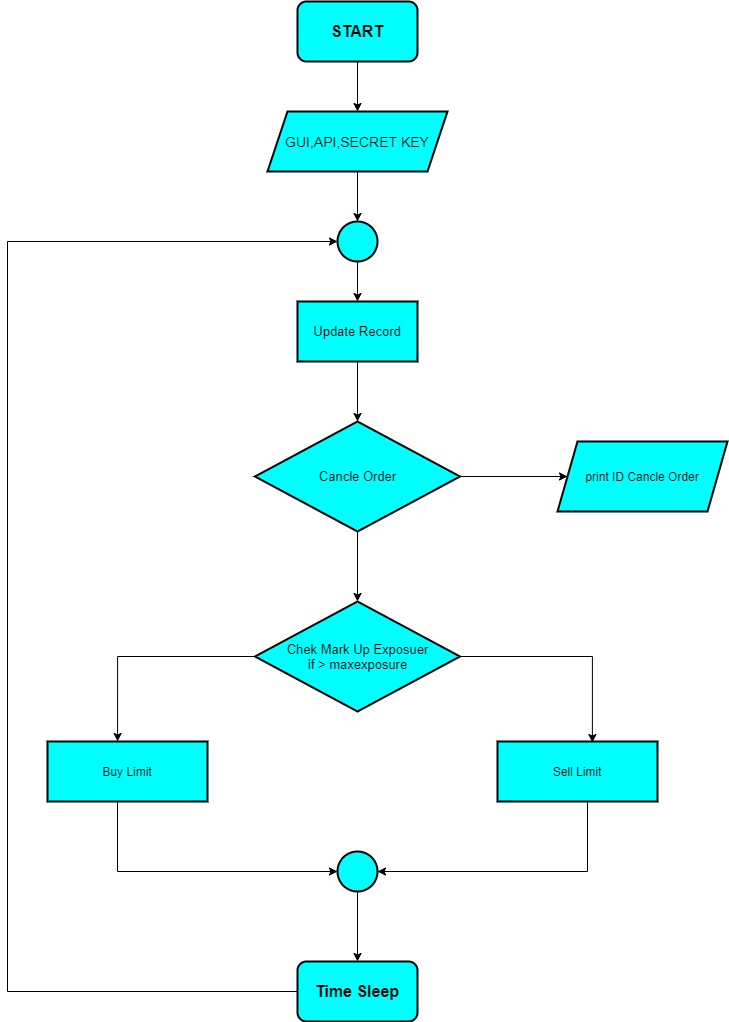 START
GUI,API,SECRET KEY
Update Record
Cancle Order
print ID Cancle Order
Chek Mark Up Exposuer
if > maxexposure
Buy Limit
Sell Limit
Time Sleep